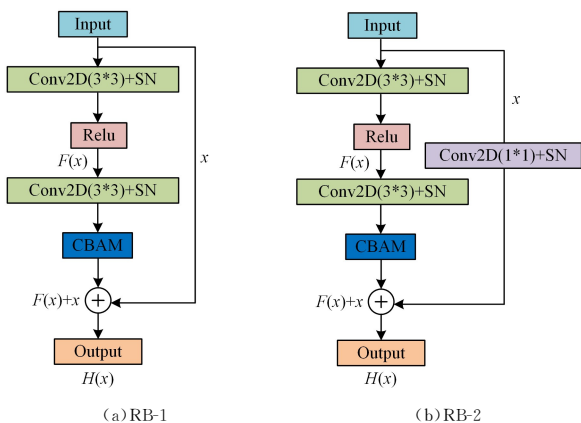 Input
Conv2D(3*3)+SN
Relu
F(x)
x
Conv2D(3*3)+SN
CBAM
F(x)+x
+
Output
H(x)
(a)RB-1
Input
Conv2D(3*3)+SN
x
Relu
Conv2D(1*1)+SN
F(x)
Conv2D(3*3)+SN
CBAM
F(x)+x
+
Output
H(x)
(b)RB-2